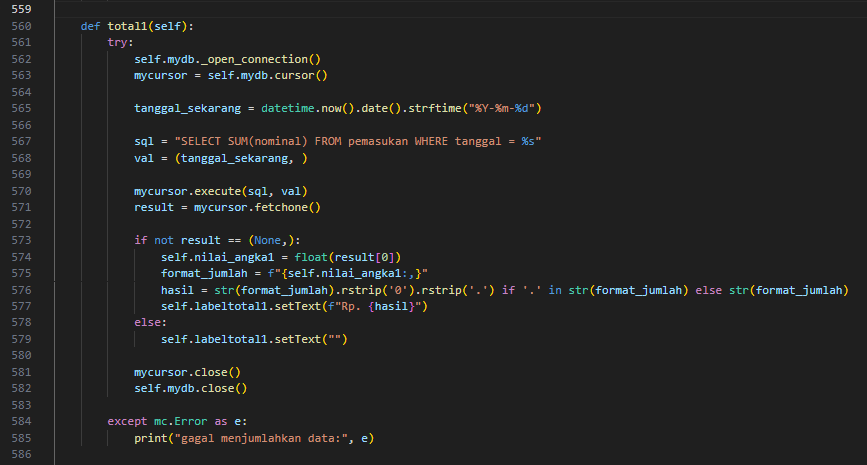 559
560 def total1(self):
561 try:
562 self.mydb._open_connection()
563 mycursor = self.mydb.cursor()
564
565 tanggal_sekarang = datetime.now().date().strftime("%Y-%m-%d")
566
567 sql = "SELECT SUM(nominal) FROM pemasukan WHERE tanggal = %s"
568 val = (tanggal_sekarang, )
569
570 mycursor.execute(sql, val)
571 result = mycursor.fetchone()
572
573 if not result == (None,):
574 self.nilai_angka1 = float(result[0])
575 format_jumlah = f"{self.nilai_angka1:,}"
576 hasil = str(format_jumlah).rstrip('0').rstrip('.') if '.' in str(format_jumlah) else str(format_jumlah)
577 self.labeltotal1.setText(f"Rp. {hasil}")
578 else:
579 self.labeltotal1.setText("")
580
581 mycursor.close()
582 self.mydb.close()
583
584 except mc.Error as e:
585 print("gagal menjumlahkan data:", e)
586